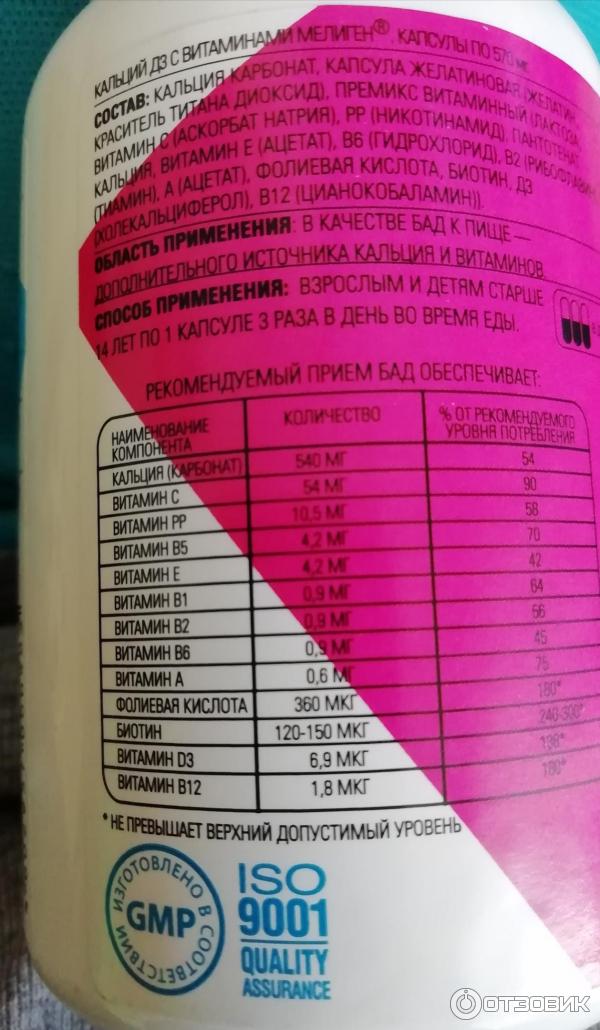 КАЛЬЦИЙ Д3 С ВИТАМИНАМИ МЕЛИГЕН®, КАПСУЛЫ ПО 570 МГ
СОСТАВ: КАЛЬЦИЯ КАРБОНАТ, КАПСУЛА ЖЕЛАТИНОВАЯ (ЖЕЛАТИН,
КРАСИТЕЛЬ ТИТАНА ДИОКСИД), ПРЕМИКС ВИТАМИННЫЙ (ЛАКТОЗА,
ВИТАМИН С (АСКОРБАТ НАТРИЯ), РР (НИКОТИНАМИД), ПАНТОТЕНАТ
КАЛЬЦИЯ, ВИТАМИН Е (АЦЕТАТ), В6 (ГИДРОХЛОРИД), В2 (РИБОФЛАВИН
(ТИАМИН), А (АЦЕТАТ), ФОЛИЕВАЯ КИСЛОТА, БИОТИН, Д3
(ХОЛЕКАЛЬЦИФЕРОЛ), В12 (ЦИАНОКОБАЛАМИН)).
ОБЛАСТЬ ПРИМЕНЕНИЯ: В КАЧЕСТВЕ БАД К ПИЩЕ —
ДОПОЛНИТЕЛЬНОГО ИСТОЧНИКА КАЛЬЦИЯ И ВИТАМИНОВ.
СПОСОБ ПРИМЕНЕНИЯ: ВЗРОСЛЫМ И ДЕТЯМ СТАРШЕ
14 ЛЕТ ПО 1 КАПСУЛЕ 3 РАЗА В ДЕНЬ ВО ВРЕМЯ ЕДЫ.
РЕКОМЕНДУЕМЫЙ ПРИЕМ БАД ОБЕСПЕЧИВАЕТ:
НАИМЕНОВАНИЕ КОМПОНЕНТА КОЛИЧЕСТВО % ОТ РЕКОМЕНДУЕМОГО УРОВНЯ ПОТРЕБЛЕНИЯ
КАЛЬЦИЯ (КАРБОНАТ) 540 МГ 54
ВИТАМИН С 54 МГ 90
ВИТАМИН РР 10,5 МГ 58
ВИТАМИН В5 4,2 МГ 70
ВИТАМИН Е 4,2 МГ 42
ВИТАМИН В1 0,9 МГ 64
ВИТАМИН В2 0,9 МГ 56
ВИТАМИН В6 0,9 МГ 45
ВИТАМИН А 0,6 МГ 75
ФОЛИЕВАЯ КИСЛОТА 360 МКГ 180*
БИОТИН 120-150 МКГ 240-300*
ВИТАМИН D3 6,9 МКГ 138*
ВИТАМИН В12 1,8 МКГ 180*
* НЕ ПРЕВЫШАЕТ ВЕРХНИЙ ДОПУСТИМЫЙ УРОВЕНЬ
ИЗГОТОВЛЕНО В СООТВЕТСТВИИ
GMP
ISO
9001
QUALITY
ASSURANCE
ОТЗОВИК